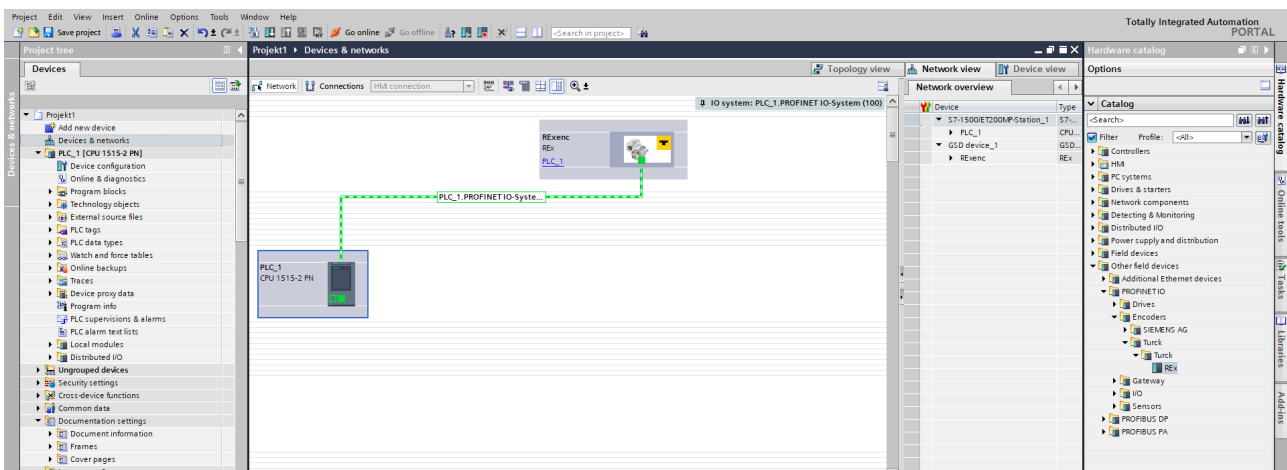 Project Edit View Insert Online Options Tools Window Help
Totally Integrated Automation
PORTAL
Save project
Go online
Go offline
<Search in project>
Project tree
Projekt1 ▸ Devices & networks
Hardware catalog
Devices
Topology view
Network view
Device view
Options
Network
Connections
HMI connection
Network overview
IO system: PLC_1.PROFINET IO-System (100)
Device
Type
S7-1500/ET200MP-Station_1 S7-...
PLC_1 CPU...
GSD device_1 GSD...
RExenc REx
Catalog
<Search>
Filter
Profile:
<All>
Controllers
HMI
PC systems
Drives & starters
Network components
Detecting & Monitoring
Distributed I/O
Power supply and distribution
Field devices
Other field devices
Additional Ethernet devices
PROFINET IO
Drives
Encoders
SIEMENS AG
Turck
Turck
REx
Gateway
I/O
Sensors
PROFIBUS DP
PROFIBUS PA
Devices & networks
Projekt1
Add new device
Devices & networks
PLC_1 [CPU 1515-2 PN]
Device configuration
Online & diagnostics
Program blocks
Technology objects
External source files
PLC tags
PLC data types
Watch and force tables
Online backups
Traces
Device proxy data
Program info
PLC supervisions & alarms
PLC alarm text lists
Local modules
Distributed I/O
Ungrouped devices
Security settings
Cross-device functions
Common data
Documentation settings
Document information
Frames
Cover pages
RExenc
REx
PLC_1
PLC_1.PROFINET IO-Syste...
PLC_1
CPU 1515-2 PN
Hardware catalog
Online tools
Tasks
Libraries
Add-ins